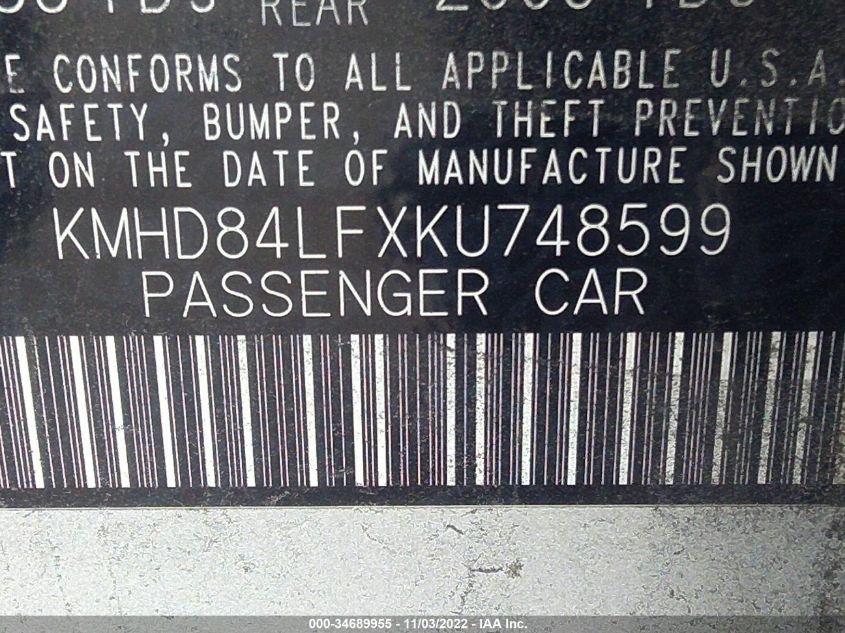 REAR
E CONFORMS TO ALL APPLICABLE U.S.A.
SAFETY, BUMPER, AND THEFT PREVENTIO
T ON THE DATE OF MANUFACTURE SHOWN
KMHD84LFXKU748599
PASSENGER CAR
000-34689955 - 11/03/2022 - IAA Inc.